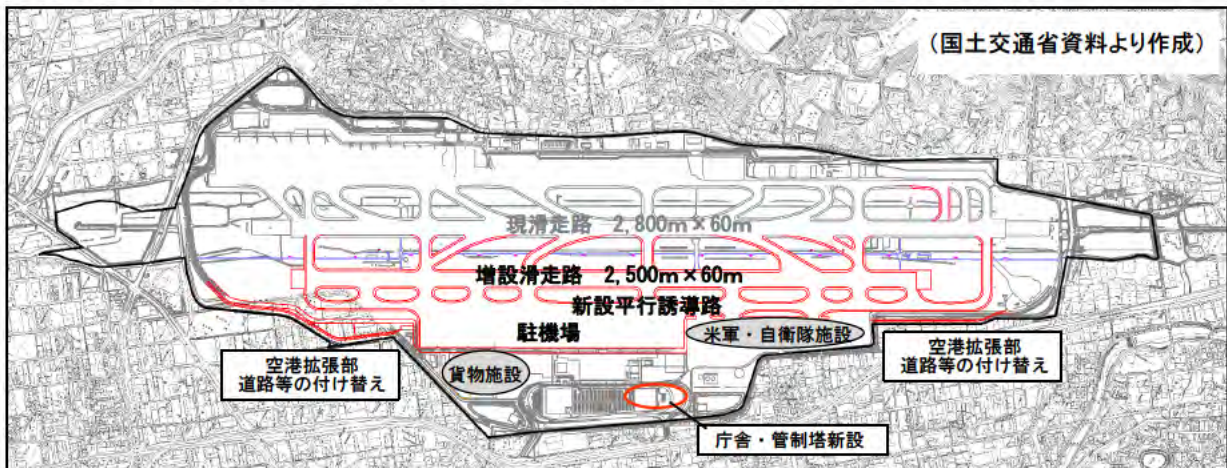 （国土交通省資料より作成）
現滑走路　2,800m×60m
増設滑走路　2,500m×60m
新設平行誘導路
駐機場
米軍・自衛隊施設
空港拡張部
道路等の付け替え
貨物施設
空港拡張部
道路等の付け替え
庁舎・管制塔新設